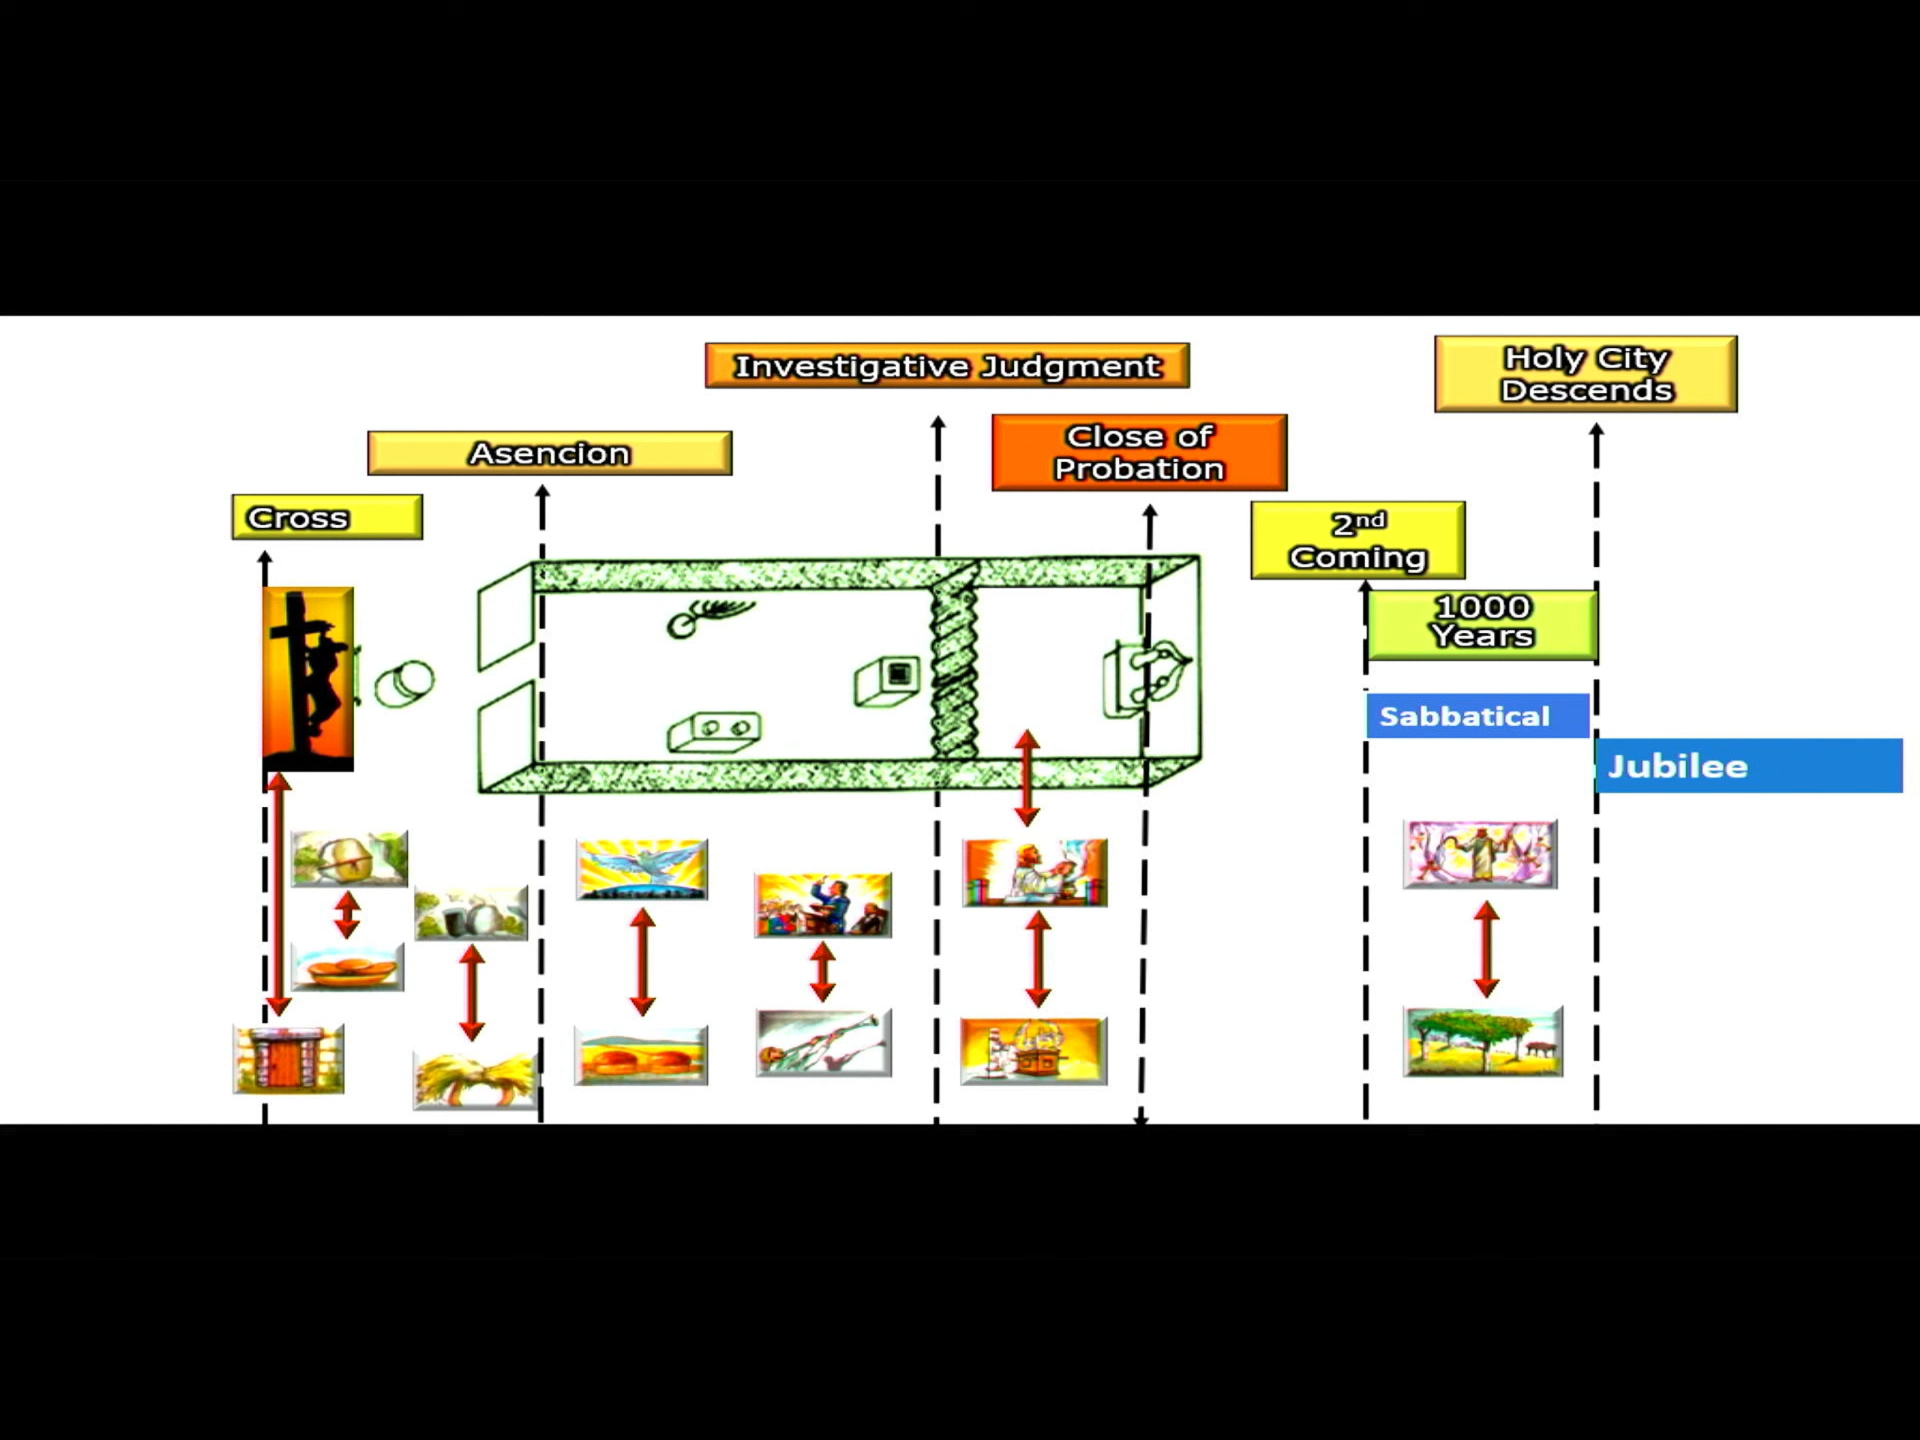 Investigative Judgment
Holy City
Descends
Close of
Probation
Asencion
Cross
2nd
Coming
1000
Years
Sabbatical
Jubilee